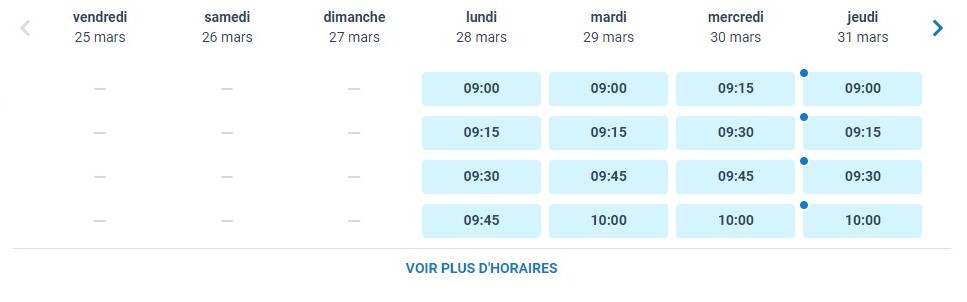 vendredi samedi dimanche lundi mardi mercredi jeudi
25 mars 26 mars 27 mars 28 mars 29 mars 30 mars 31 mars
— — — 09:00 09:00 09:15 09:00
— — — 09:15 09:15 09:30 09:15
— — — 09:30 09:45 09:45 09:30
— — — 09:45 10:00 10:00 10:00
VOIR PLUS D'HORAIRES